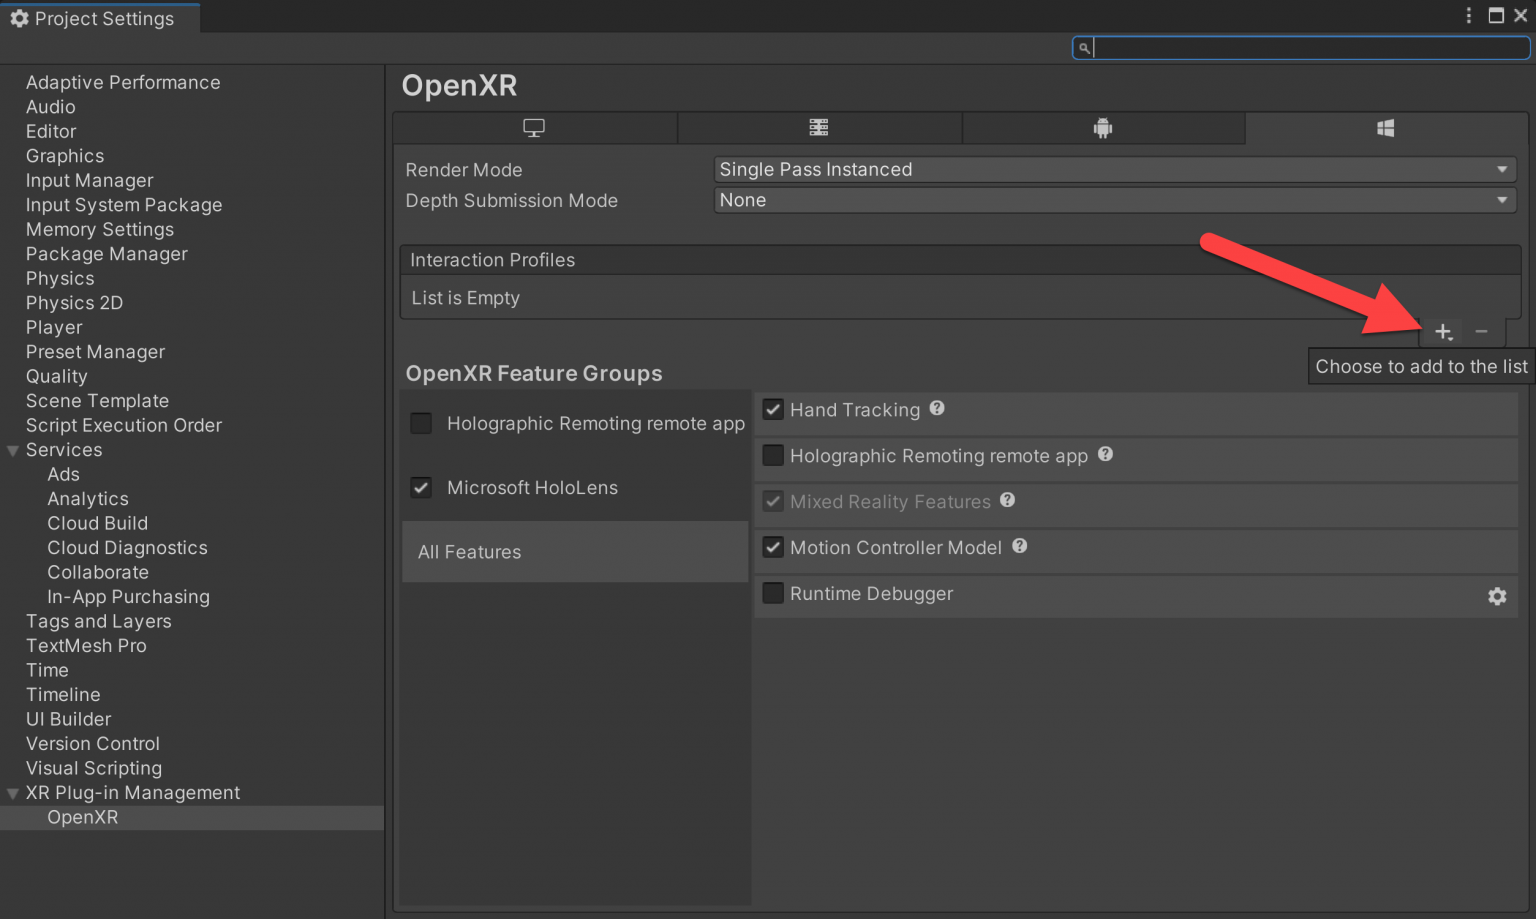 Project Settings
Adaptive Performance
Audio
Editor
Graphics
Input Manager
Input System Package
Memory Settings
Package Manager
Physics
Physics 2D
Player
Preset Manager
Quality
Scene Template
Script Execution Order
Services
Ads
Analytics
Cloud Build
Cloud Diagnostics
Collaborate
In-App Purchasing
Tags and Layers
TextMesh Pro
Time
Timeline
UI Builder
Version Control
Visual Scripting
XR Plug-in Management
OpenXR
OpenXR
Render Mode Single Pass Instanced
Depth Submission Mode None
Interaction Profiles
List is Empty
Choose to add to the list
OpenXR Feature Groups
Holographic Remoting remote app
Microsoft HoloLens
All Features
Hand Tracking
Holographic Remoting remote app
Mixed Reality Features
Motion Controller Model
Runtime Debugger